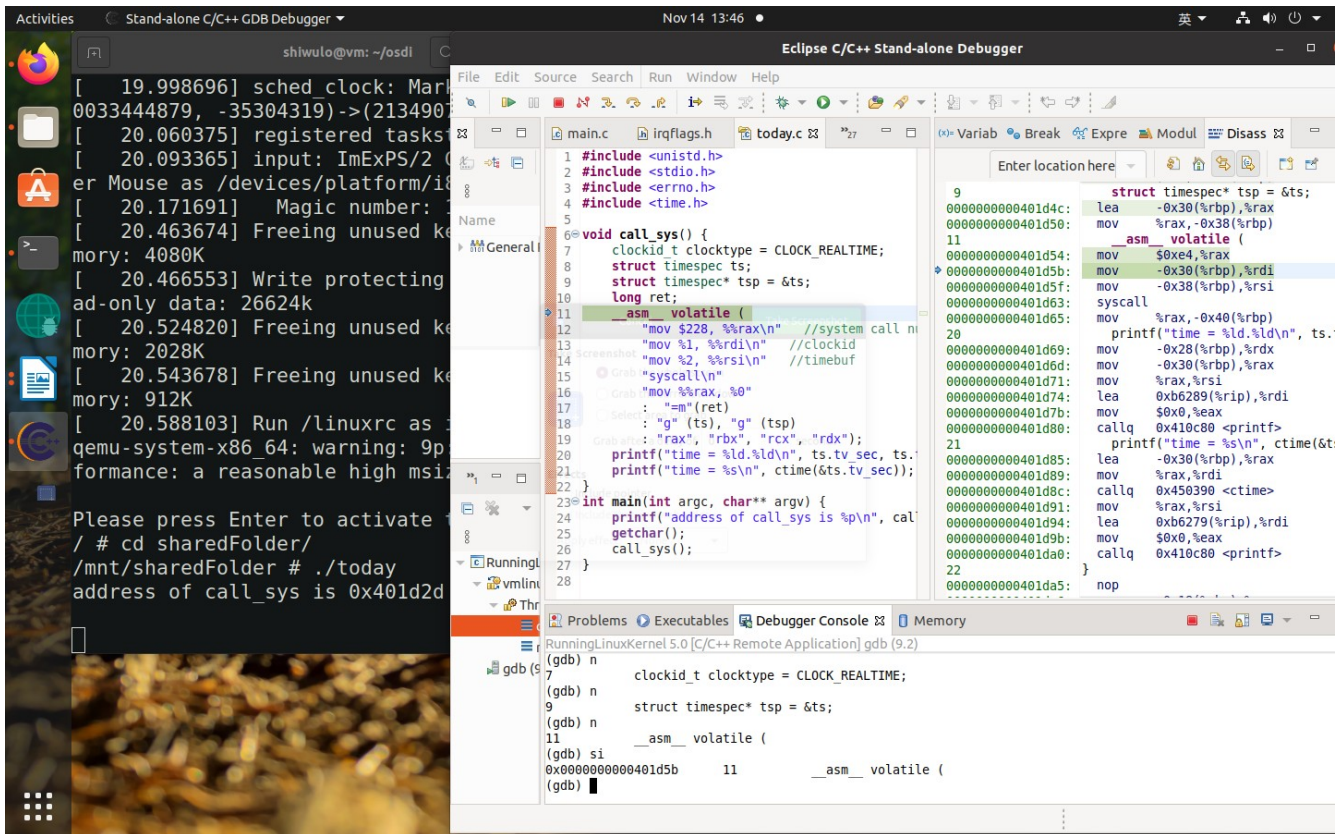 Activities
Stand-alone C/C++ GDB Debugger
Nov 14 13:46
英
shiwulo@vm: ~/osdi
[ 19.998696] sched_clock: Mar
0033444879, -35304319)->(213490
[ 20.060375] registered tasks
[ 20.093365] input: ImExPS/2
er Mouse as /devices/platform/i8
[ 20.171691] Magic number:
[ 20.463674] Freeing unused ke
mory: 4080K
[ 20.466553] Write protecting
ad-only data: 26624k
[ 20.524820] Freeing unused ke
mory: 2028K
[ 20.543678] Freeing unused ke
mory: 912K
[ 20.588103] Run /linuxrc as
qemu-system-x86_64: warning: 9p
formance: a reasonable high msiz
Please press Enter to activate
/ # cd sharedFolder/
/mnt/sharedFolder # ./today
address of call_sys is 0x401d2d
Eclipse C/C++ Stand-alone Debugger
File Edit Source Search Run Window Help
Name
General
main.c irqflags.h today.c »27
1 #include <unistd.h>
2 #include <stdio.h>
3 #include <errno.h>
4 #include <time.h>
5
6 void call_sys() {
7 clockid_t clocktype = CLOCK_REALTIME;
8 struct timespec ts;
9 struct timespec* tsp = &ts;
10 long ret;
11 __asm__ volatile (
12 "mov $228, %%rax\n" //system call nu
13 "mov %1, %%rdi\n" //clockid
14 "mov %2, %%rsi\n" //timebuf
15 "syscall\n"
16 "mov %%rax, %0"
17 : "=m"(ret)
18 : "g" (ts), "g" (tsp)
19 : "rax", "rbx", "rcx", "rdx");
20 printf("time = %ld.%ld\n", ts.tv_sec, ts.
21 printf("time = %s\n", ctime(&ts.tv_sec));
22 }
23 int main(int argc, char** argv) {
24 printf("address of call_sys is %p\n", call
25 getchar();
26 call_sys();
27 }
28
Variab Break Expre Modul Disass
Enter location here
9 struct timespec* tsp = &ts;
0000000000401d4c: lea -0x30(%rbp),%rax
0000000000401d50: mov %rax,-0x38(%rbp)
11 __asm__ volatile (
0000000000401d54: mov $0xe4,%rax
0000000000401d5b: mov -0x30(%rbp),%rdi
0000000000401d5f: mov -0x38(%rbp),%rsi
0000000000401d63: syscall
0000000000401d65: mov %rax,-0x40(%rbp)
20 printf("time = %ld.%ld\n", ts.
0000000000401d69: mov -0x28(%rbp),%rdx
0000000000401d6d: mov -0x30(%rbp),%rax
0000000000401d71: mov %rax,%rsi
0000000000401d74: lea 0xb6289(%rip),%rdi
0000000000401d7b: mov $0x0,%eax
0000000000401d80: callq 0x410c80 <printf>
21 printf("time = %s\n", ctime(&ts
0000000000401d85: lea -0x30(%rbp),%rax
0000000000401d89: mov %rax,%rdi
0000000000401d8c: callq 0x450390 <ctime>
0000000000401d91: mov %rax,%rsi
0000000000401d94: lea 0xb6279(%rip),%rdi
0000000000401d9b: mov $0x0,%eax
0000000000401da0: callq 0x410c80 <printf>
22 }
0000000000401da5: nop
»1
RunningL
vmlinu
Thr
gdb (9
Problems Executables Debugger Console Memory
RunningLinuxKernel 5.0 [C/C++ Remote Application] gdb (9.2)
(gdb) n
7 clockid_t clocktype = CLOCK_REALTIME;
(gdb) n
9 struct timespec* tsp = &ts;
(gdb) n
11 __asm__ volatile (
(gdb) si
0x0000000000401d5b 11 __asm__ volatile (
(gdb)